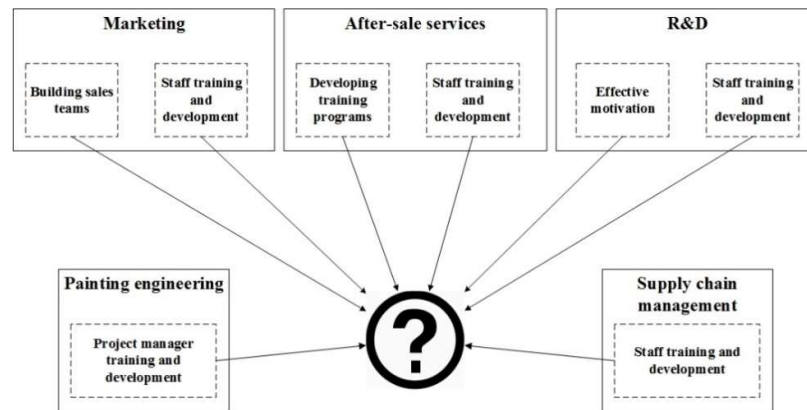 Marketing
Building sales
teams
Staff training
and
development
After-sale services
Developing
training
programs
Staff training
and
development
R&D
Effective
motivation
Staff training
and
development
Painting engineering
Project manager
training and
development
?
Supply chain
management
Staff training and
development